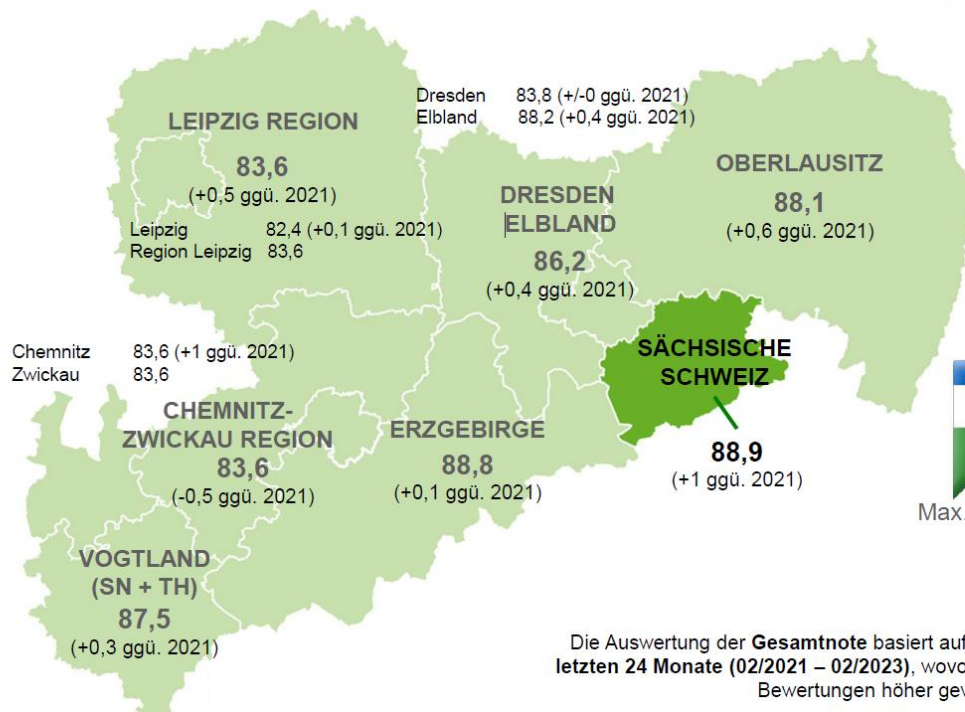 Dresden 83,8 (+/-0 ggü. 2021)
Elbland 88,2 (+0,4 ggü. 2021)
LEIPZIG REGION
83,6
(+0,5 ggü. 2021)
Leipzig 82,4 (+0,1 ggü. 2021)
Region Leipzig 83,6
DRESDEN
ELBLAND
86,2
(+0,4 ggü. 2021)
OBERLAUSITZ
88,1
(+0,6 ggü. 2021)
Chemnitz 83,6 (+1 ggü. 2021)
Zwickau 83,6
SÄCHSISCHE
SCHWEIZ
88,9
(+1 ggü. 2021)
CHEMNITZ-
ZWICKAU REGION
83,6
(-0,5 ggü. 2021)
ERZGEBIRGE
88,8
(+0,1 ggü. 2021)
Max.
VOGTLAND
(SN + TH)
87,5
(+0,3 ggü. 2021)
Die Auswertung der Gesamtnote basiert auf
letzten 24 Monate (02/2021 – 02/2023), wovo
Bewertungen höher gew